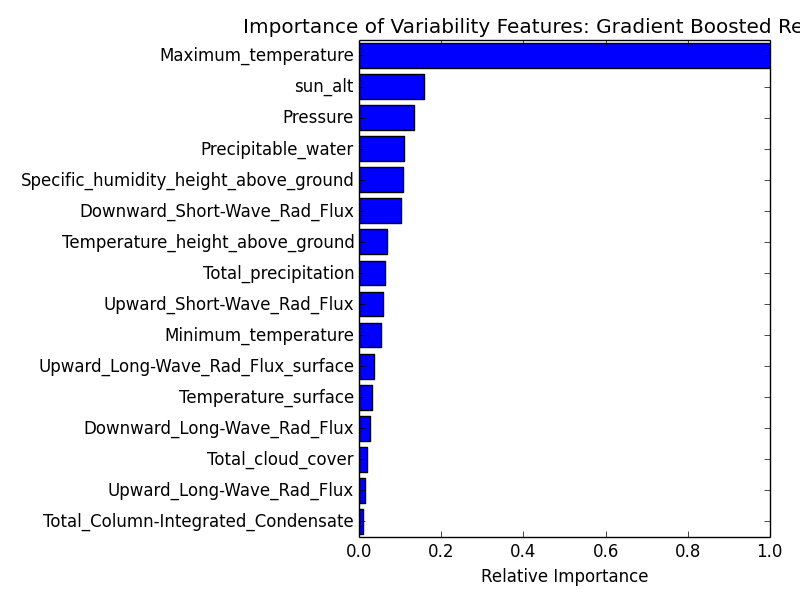 Importance of Variability Features: Gradient Boosted Re
Maximum_temperature
sun_alt
Pressure
Precipitable_water
Specific_humidity_height_above_ground
Downward_Short-Wave_Rad_Flux
Temperature_height_above_ground
Total_precipitation
Upward_Short-Wave_Rad_Flux
Minimum_temperature
Upward_Long-Wave_Rad_Flux_surface
Temperature_surface
Downward_Long-Wave_Rad_Flux
Total_cloud_cover
Upward_Long-Wave_Rad_Flux
Total_Column-Integrated_Condensate
0.0 0.2 0.4 0.6 0.8 1.0
Relative Importance